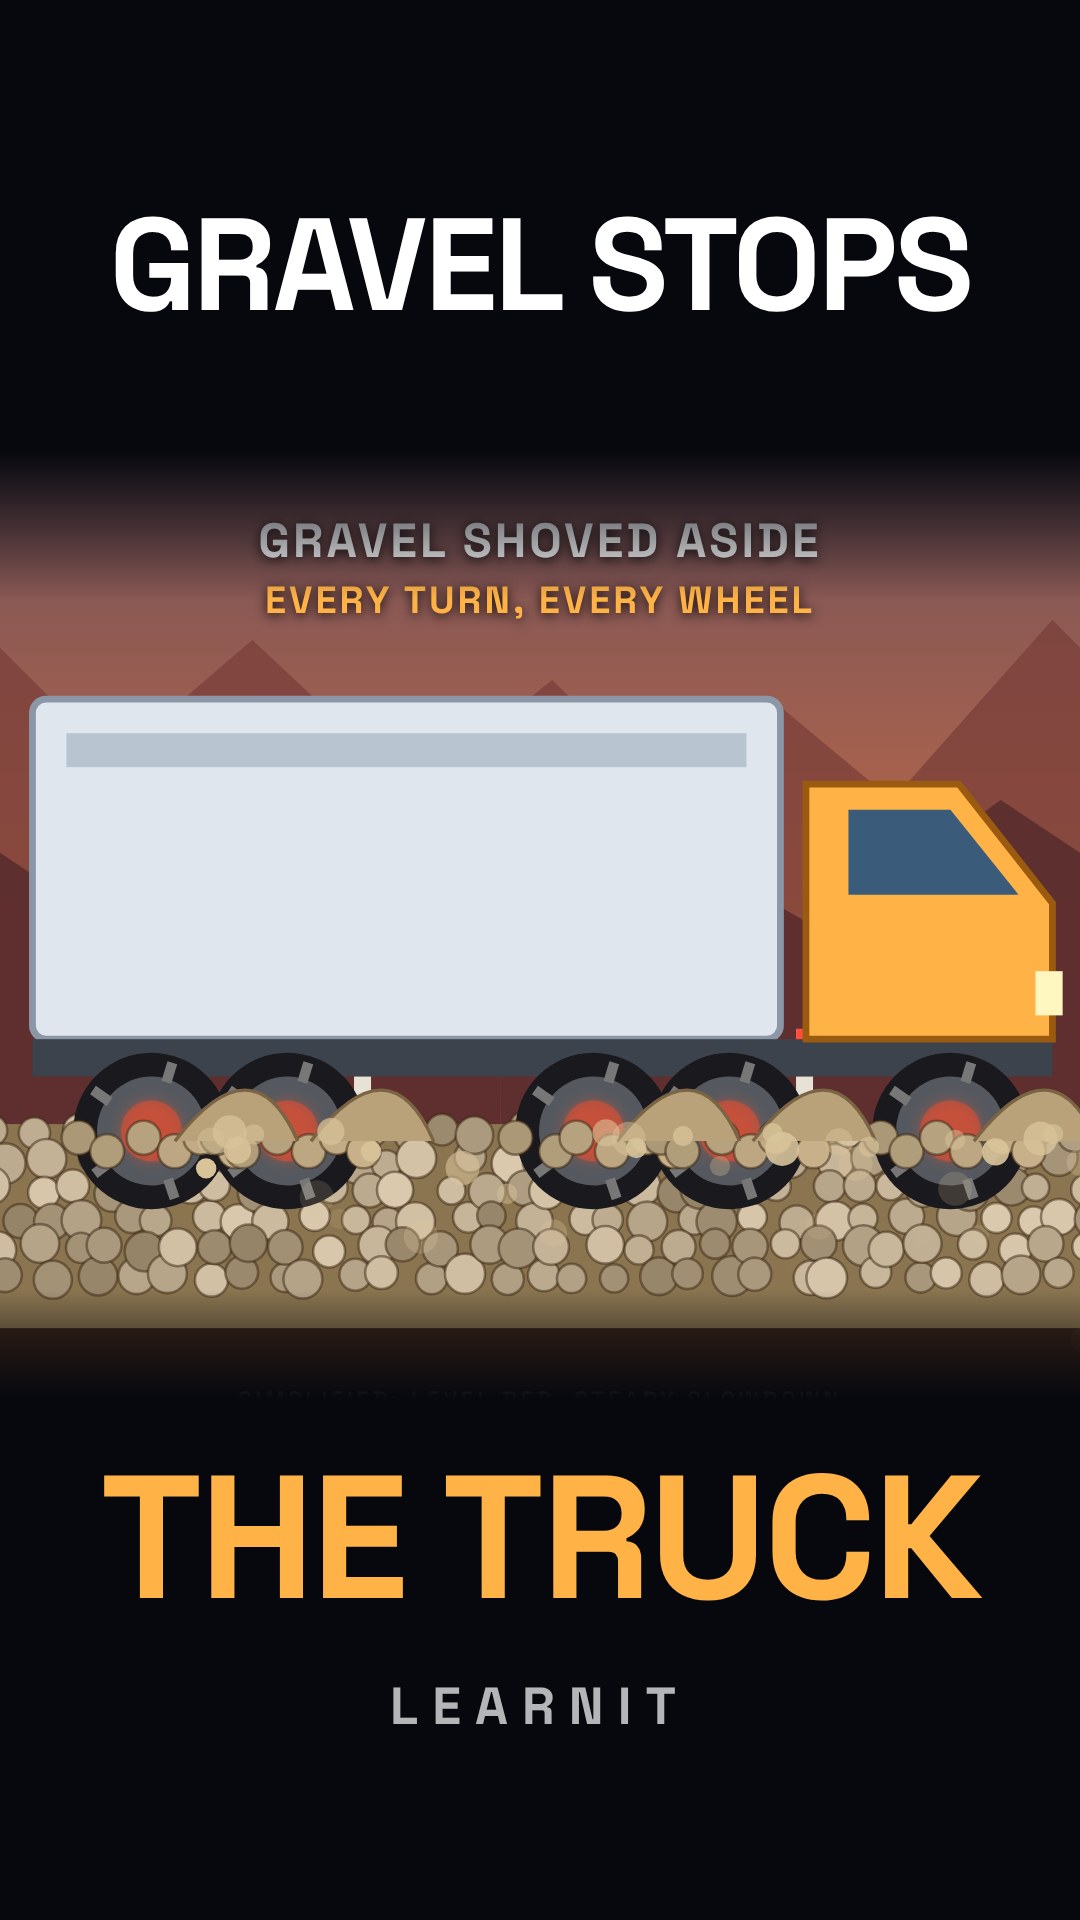 GRAVEL STOPS
GRAVEL SHOVED ASIDE
EVERY TURN, EVERY WHEEL
THE TRUCK
LEARNIT